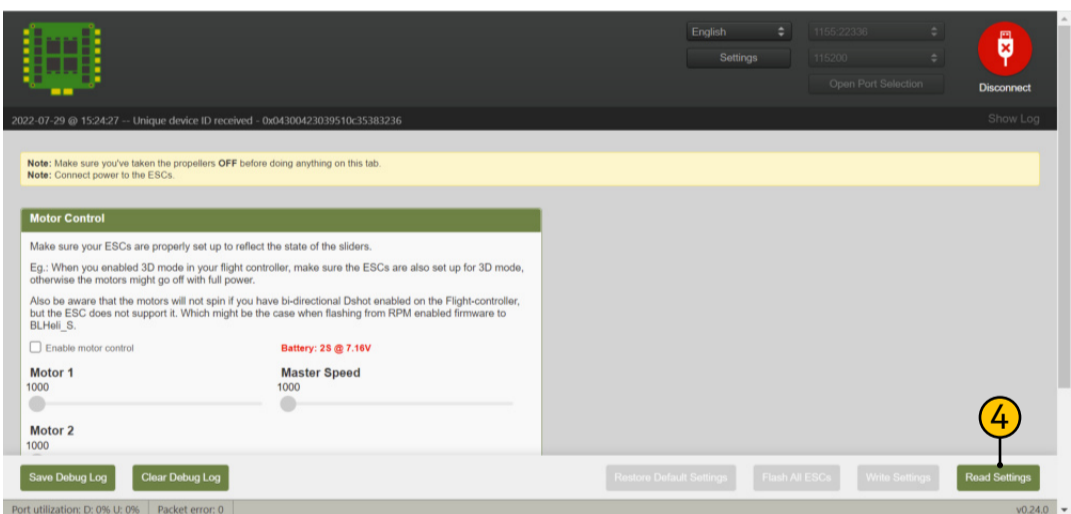 English
1155:22336
Settings
115200
Open Port Selection
Disconnect
2022-07-29 @ 15:24:27 -- Unique device ID received - 0x04300423039510c35383236
Show Log
Note: Make sure you've taken the propellers OFF before doing anything on this tab.
Note: Connect power to the ESCs.
Motor Control
Make sure your ESCs are properly set up to reflect the state of the sliders.
Eg.: When you enabled 3D mode in your flight controller, make sure the ESCs are also set up for 3D mode,
otherwise the motors might go off with full power.
Also be aware that the motors will not spin if you have bi-directional Dshot enabled on the Flight-controller,
but the ESC does not support it. Which might be the case when flashing from RPM enabled firmware to
BLHeli_S.
Enable motor control
Battery: 2S @ 7.16V
Motor 1
1000
Master Speed
1000
Motor 2
1000
4
Save Debug Log
Clear Debug Log
Restore Default Settings
Flash All ESCs
Write Settings
Read Settings
Port utilization: D: 0% U: 0%
Packet error: 0
v0.24.0